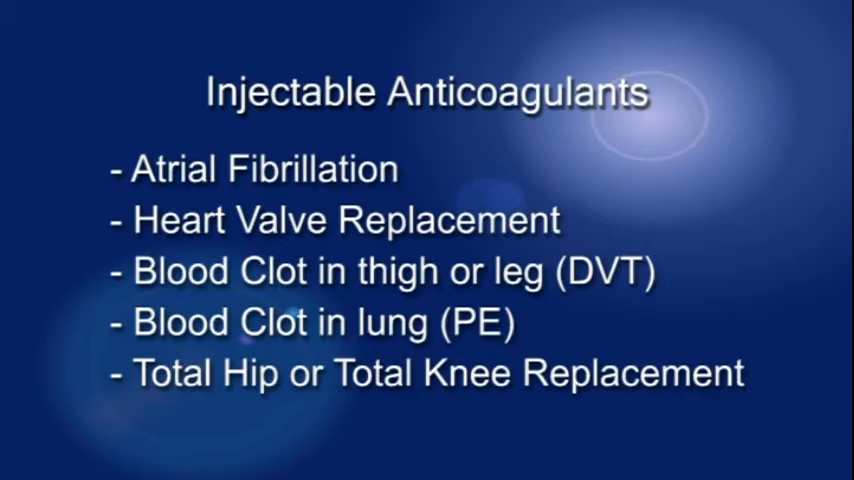 Injectable Anticoagulants
- Atrial Fibrillation
- Heart Valve Replacement
- Blood Clot in thigh or leg (DVT)
- Blood Clot in lung (PE)
- Total Hip or Total Knee Replacement